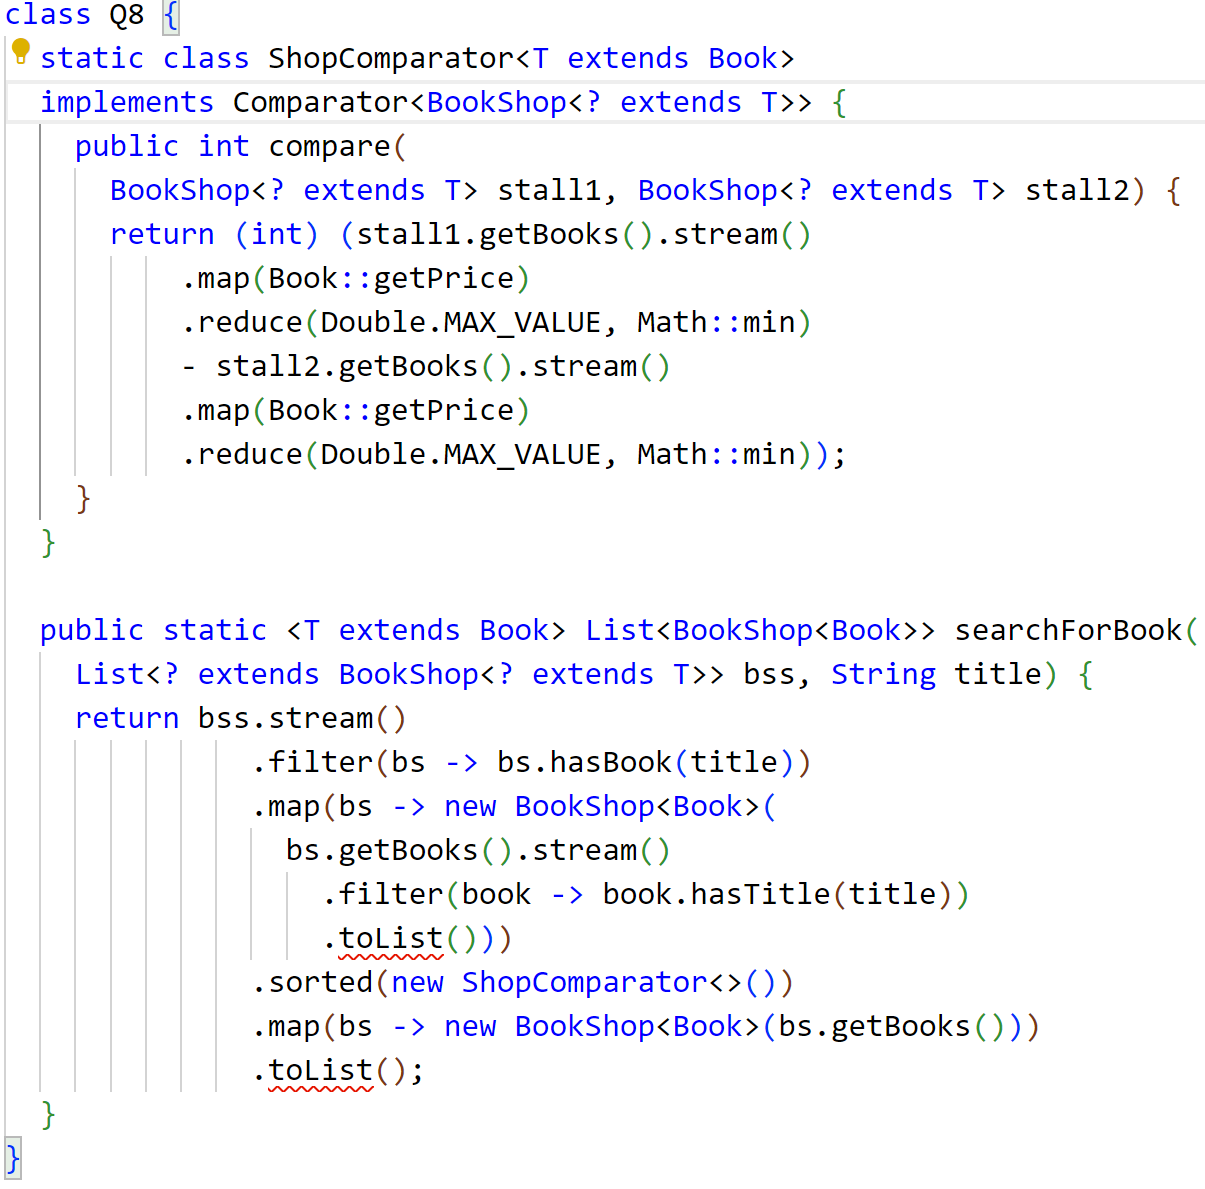 class Q8 {
static class ShopComparator<T extends Book>
implements Comparator<BookShop<? extends T>> {
public int compare(
BookShop<? extends T> stall1, BookShop<? extends T> stall2) {
return (int) (stall1.getBooks().stream()
.map(Book::getPrice)
.reduce(Double.MAX_VALUE, Math::min)
- stall2.getBooks().stream()
.map(Book::getPrice)
.reduce(Double.MAX_VALUE, Math::min));
}
}
public static <T extends Book> List<BookShop<Book>> searchForBook(
List<? extends BookShop<? extends T>> bss, String title) {
return bss.stream()
.filter(bs -> bs.hasBook(title))
.map(bs -> new BookShop<Book>(
bs.getBooks().stream()
.filter(book -> book.hasTitle(title))
.toList()))
.sorted(new ShopComparator<>())
.map(bs -> new BookShop<Book>(bs.getBooks()))
.toList();
}
}